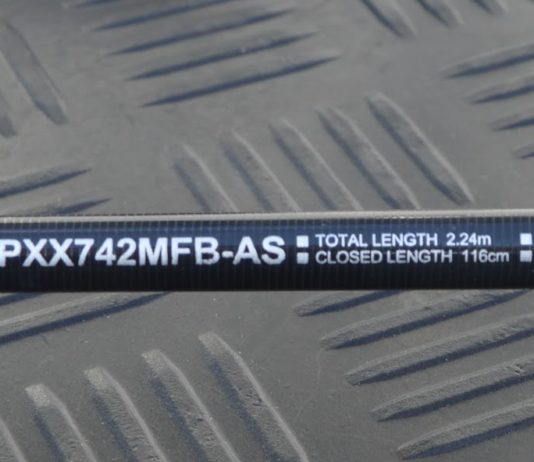 PXX742MFB-AS ■ TOTAL LENGTH 2.24m ■
CLOSED LENGTH 116cm